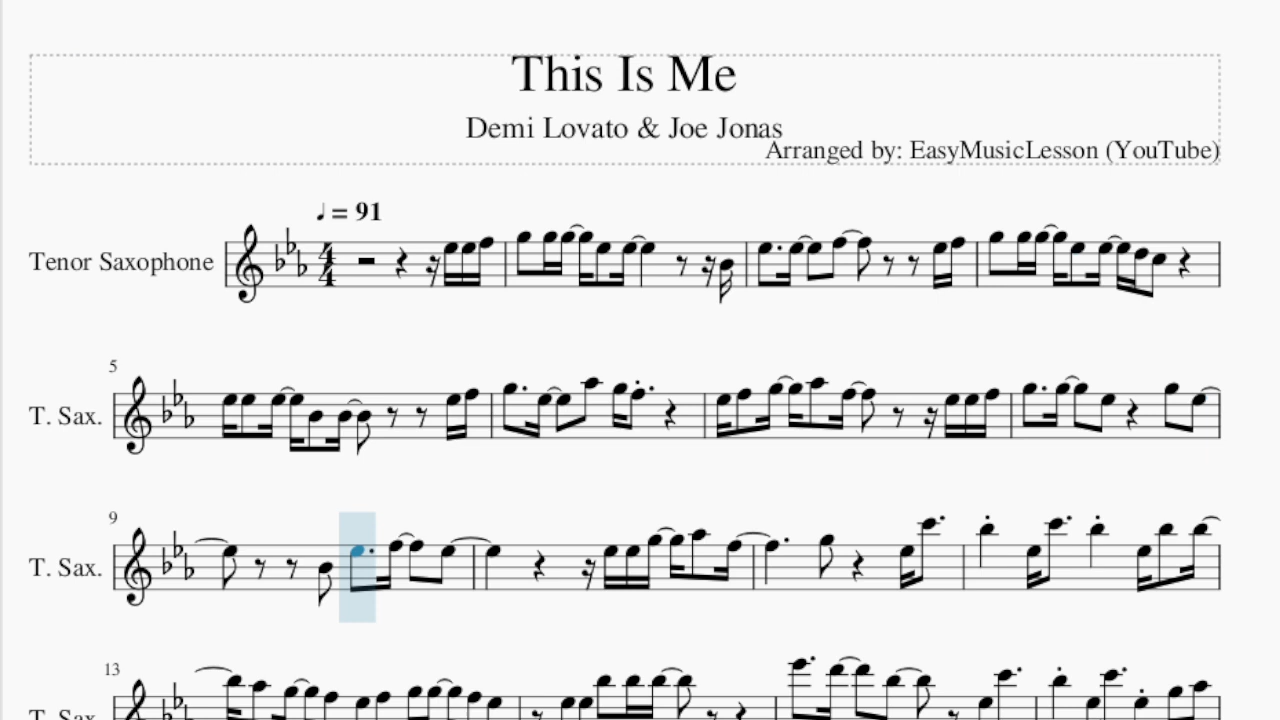 This Is Me
Demi Lovato & Joe Jonas
Arranged by: EasyMusicLesson (YouTube)
♩ = 91
Tenor Saxophone
5
T. Sax.
9
T. Sax.
13
T. Sax.